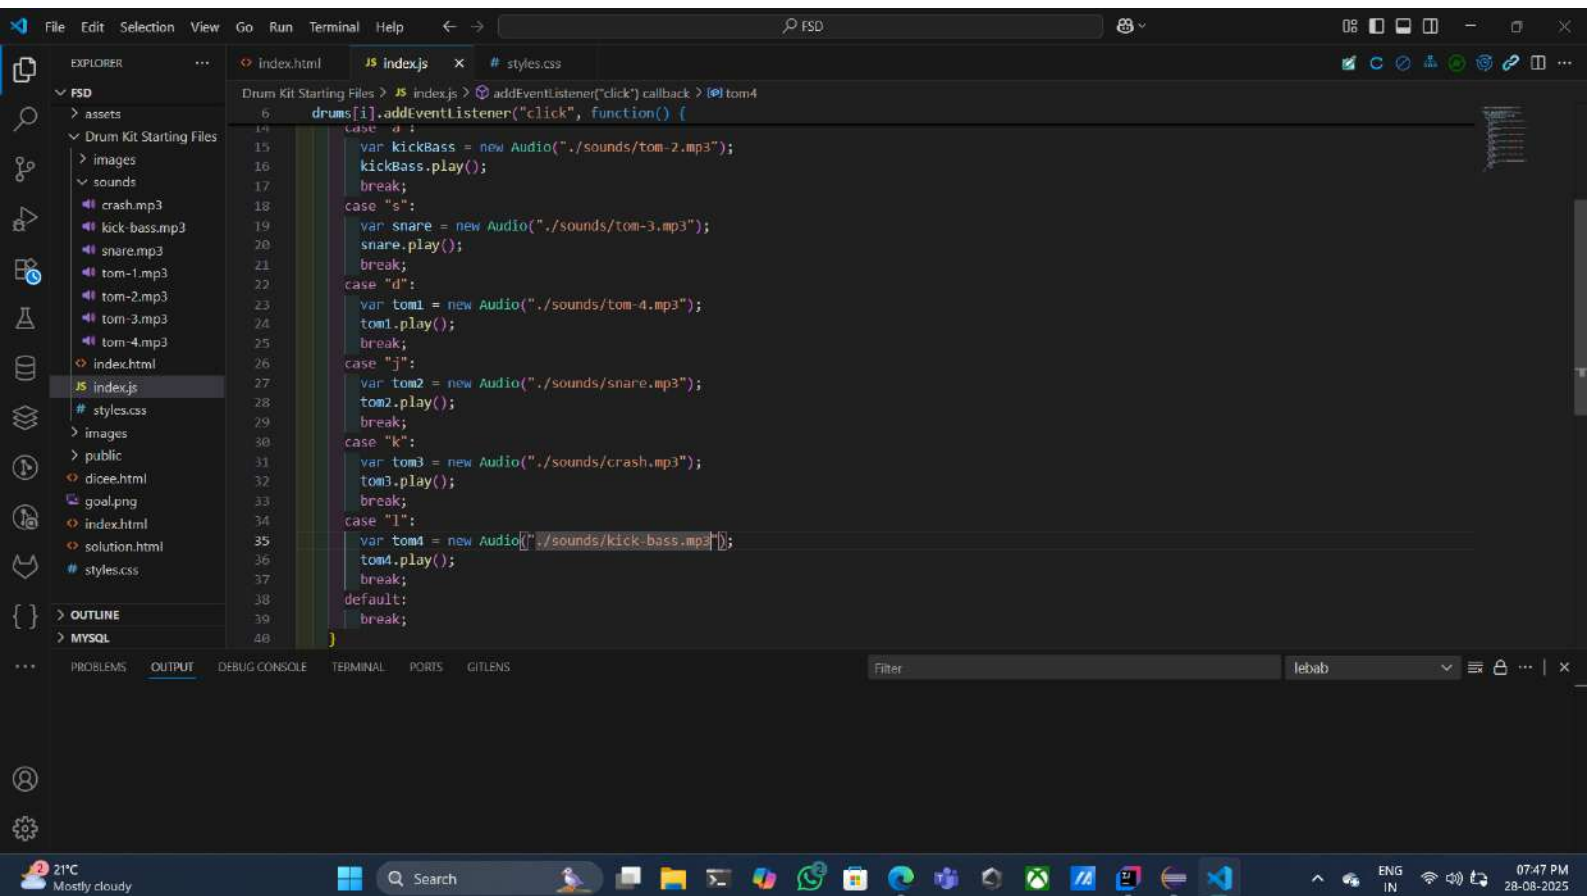 File Edit Selection View Go Run Terminal Help
FSD
EXPLORER
index.html
JS index.js
# styles.css
FSD
Drum Kit Starting Files > JS index.js > addEventListener("click") callback > tom4
assets
Drum Kit Starting Files
images
sounds
crash.mp3
kick-bass.mp3
snare.mp3
tom-1.mp3
tom-2.mp3
tom-3.mp3
tom-4.mp3
index.html
JS index.js
# styles.css
images
public
dicee.html
goal.png
index.html
solution.html
# styles.css
OUTLINE
MYSQL
6 drums[i].addEventListener("click", function() {
14 case "a":
15 var kickBass = new Audio("./sounds/tom-2.mp3");
16 kickBass.play();
17 break;
18 case "s":
19 var snare = new Audio("./sounds/tom-3.mp3");
20 snare.play();
21 break;
22 case "d":
23 var tom1 = new Audio("./sounds/tom-4.mp3");
24 tom1.play();
25 break;
26 case "j":
27 var tom2 = new Audio("./sounds/snare.mp3");
28 tom2.play();
29 break;
30 case "k":
31 var tom3 = new Audio("./sounds/crash.mp3");
32 tom3.play();
33 break;
34 case "l":
35 var tom4 = new Audio("./sounds/kick-bass.mp3");
36 tom4.play();
37 break;
38 default:
39 break;
40 }
PROBLEMS OUTPUT DEBUG CONSOLE TERMINAL PORTS GITLENS
Filter
lebab
2
21°C
Mostly cloudy
Search
ENG
IN
07:47 PM
28-08-2025